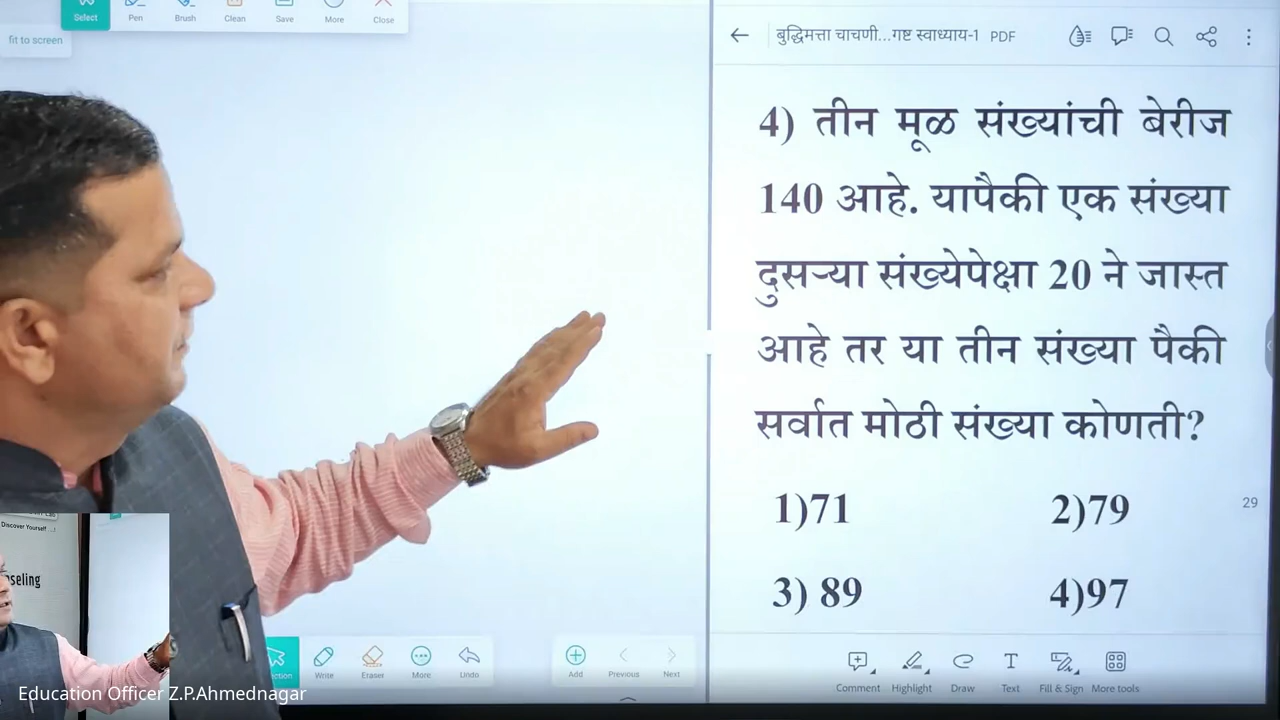 Select Pen Brush Clean Save More Close
fit to screen
बुद्धिमत्ता चाचणी...गष्ट स्वाध्याय-1 PDF
4) तीन मूळ संख्यांची बेरीज
140 आहे. यापैकी एक संख्या
दुसऱ्या संख्येपेक्षा 20 ने जास्त
आहे तर या तीन संख्या पैकी
सर्वात मोठी संख्या कोणती?
1)71 2)79
29
3) 89 4)97
Discover Yourself ...!
seling
ction Write Eraser More Undo
Add Previous Next
Comment Highlight Draw Text Fill & Sign More tools
Education Officer Z.P.Ahmednagar